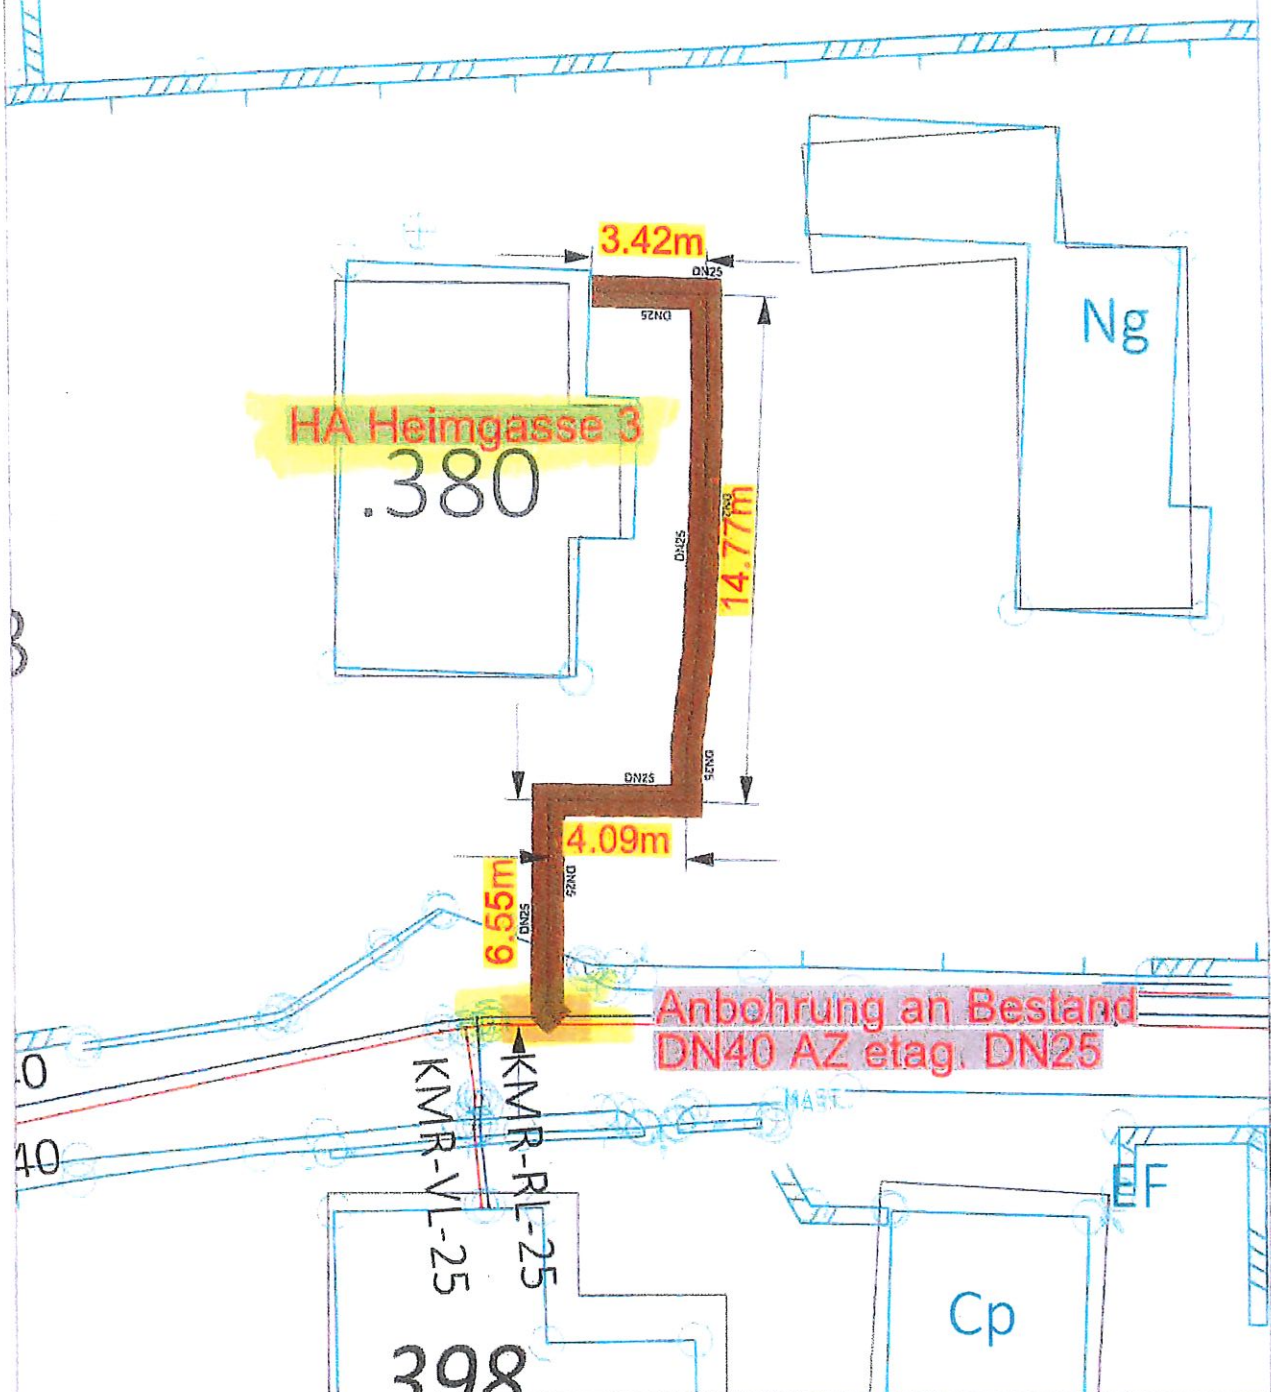 3.42m
DN25
DN25
Ng
HA Heimgasse 3
.380
14.77m
DN25
DN25
DN25
4.09m
6.55m
DN25
DN25
Anbohrung an Bestand
DN40 AZ etag. DN25
40
KMR-VL-25
KMR-RL-25
EF
Cp
398